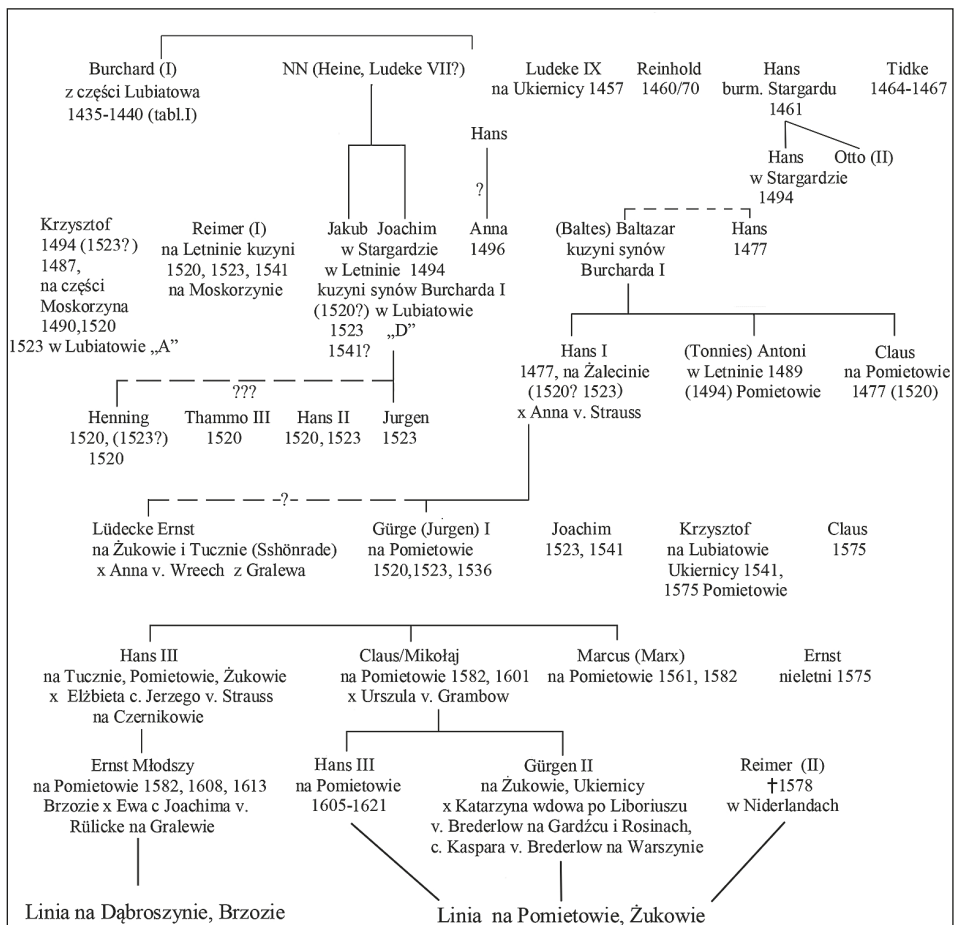 Burchard (I)
z części Lubiatowa
1435-1440 (tabl.I)
NN (Heine, Ludeke VII?)
Ludeke IX
na Ukiernicy 1457
Reinhold
1460/70
Hans
burm. Stargardu
1461
Tidke
1464-1467
Hans
w Stargardzie
1494
Otto (II)
Hans
?
Krzysztof
1494 (1523?)
1487,
na części
Moskorzyna
1490,1520
1523 w Lubiatowie „A”
Reimer (I)
na Letninie kuzyni
1520, 1523, 1541
na Moskorzynie
Jakub Joachim
w Stargardzie
w Letninie 1494
kuzyni synów Burcharda I
(1520?) w Lubiatowie
1523 „D”
1541?
Anna
1496
(Baltes) Baltazar
kuzyni synów
Burcharda I
Hans
1477
Hans I
1477, na Żalecinie
(1520? 1523)
x Anna v. Strauss
(Tonnies) Antoni
w Letninie 1489
(1494) Pomietowie
Claus
na Pomietowie
1477 (1520)
???
Henning
1520, (1523?)
1520
Thammo III
1520
Hans II
1520, 1523
Jurgen
1523
?
Lüdecke Ernst
na Żukowie i Tucznie (Sshönrade)
x Anna v. Wreech z Gralewa
Gürge (Jurgen) I
na Pomietowie
1520,1523, 1536
Joachim
1523, 1541
Krzysztof
na Lubiatowie
Ukiernicy 1541,
1575 Pomietowie
Claus
1575
Hans III
na Tucznie, Pomietowie, Żukowie
x Elżbieta c. Jerzego v. Strauss
na Czernikowie
Claus/Mikołaj
na Pomietowie 1582, 1601
x Urszula v. Grambow
Marcus (Marx)
na Pomietowie 1561, 1582
Ernst
nieletni 1575
Ernst Młodszy
na Pomietowie 1582, 1608, 1613
Brzozie x Ewa c Joachima v.
Rülicke na Gralewie
Hans III
na Pomietowie
1605-1621
Gürgen II
na Żukowie, Ukiernicy
x Katarzyna wdowa po Liboriuszu
v. Brederlow na Gardźcu i Rosinach,
c. Kaspara v. Brederlow na Warszynie
Reimer (II)
✝1578
w Niderlandach
Linia na Dąbroszynie, Brzozie
Linia na Pomietowie, Żukowie